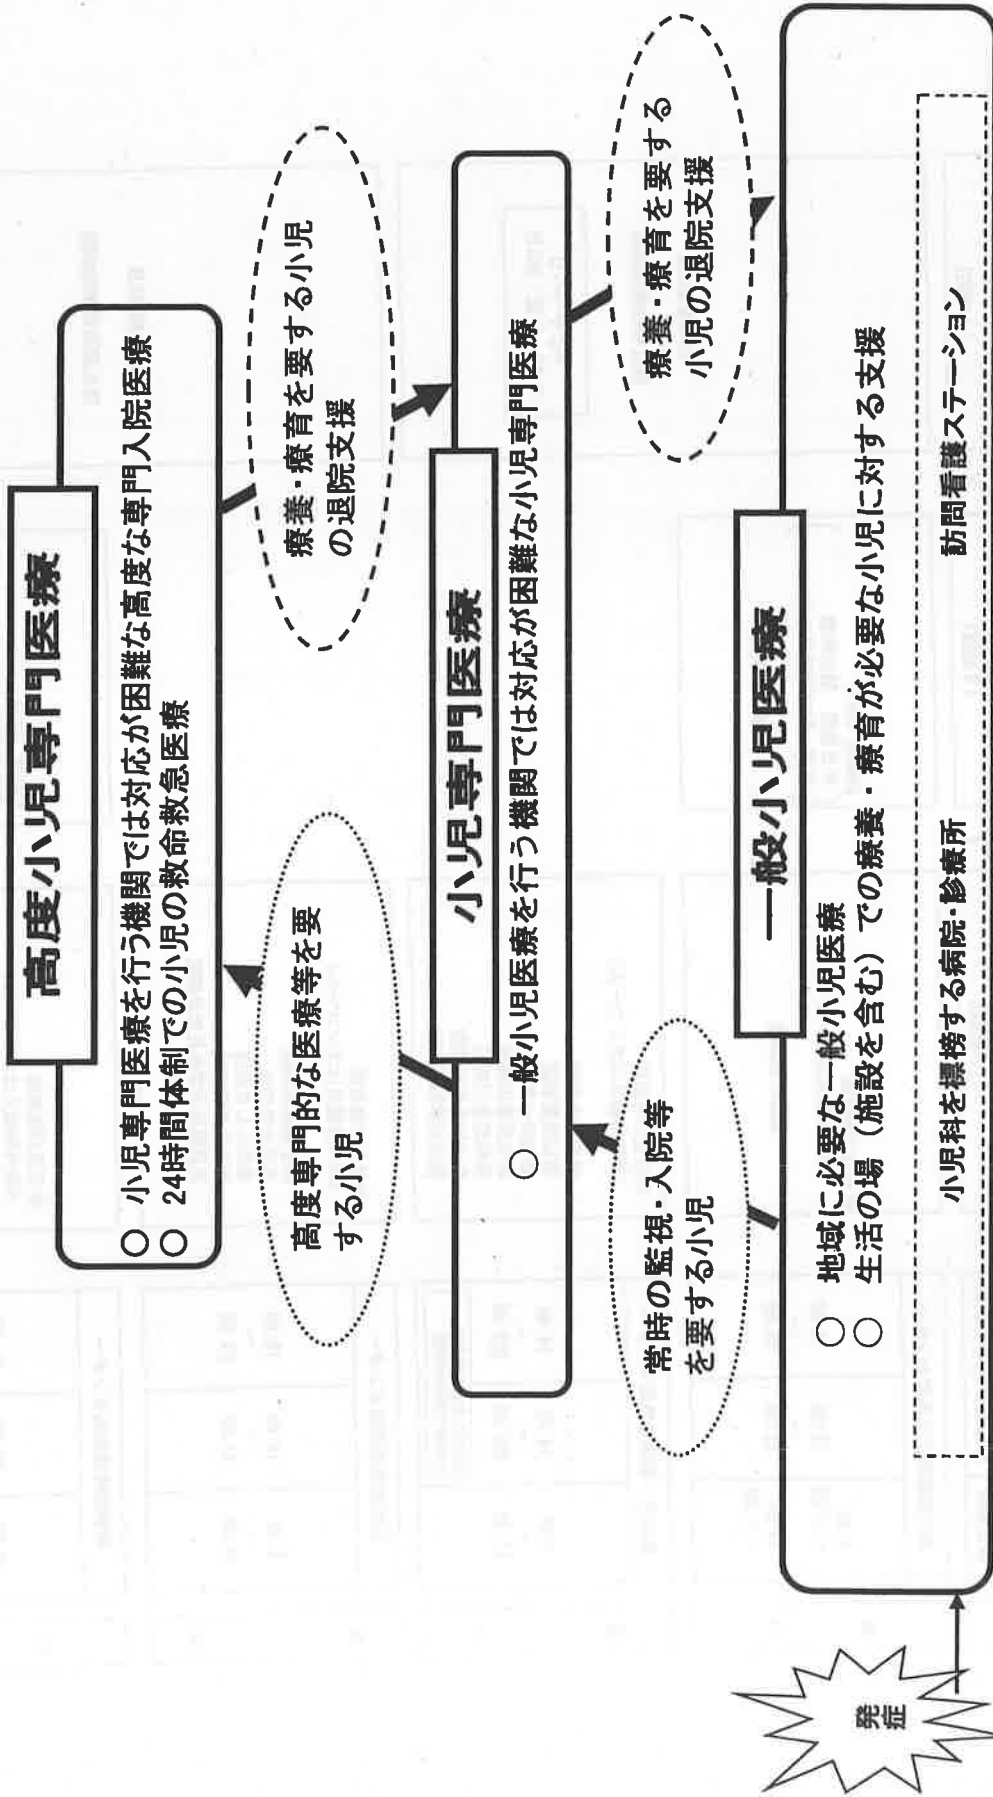 高度小児専門医療
○ 小児専門医療を行う機関では対応が困難な高度な専門入院医療
○ 24時間体制での小児の救命救急医療
高度専門的な医療等を要
する小児
療養・療育を要する小児
の退院支援
小児専門医療
○ 一般小児医療を行う機関では対応が困難な小児専門医療
常時の監視・入院等
を要する小児
療養・療育を要する
小児の退院支援
一般小児医療
○ 地域に必要な一般小児医療
○ 生活の場（施設を含む）での療養・療育が必要な小児に対する支援
小児科を標榜する病院・診療所 訪問看護ステーション
発症